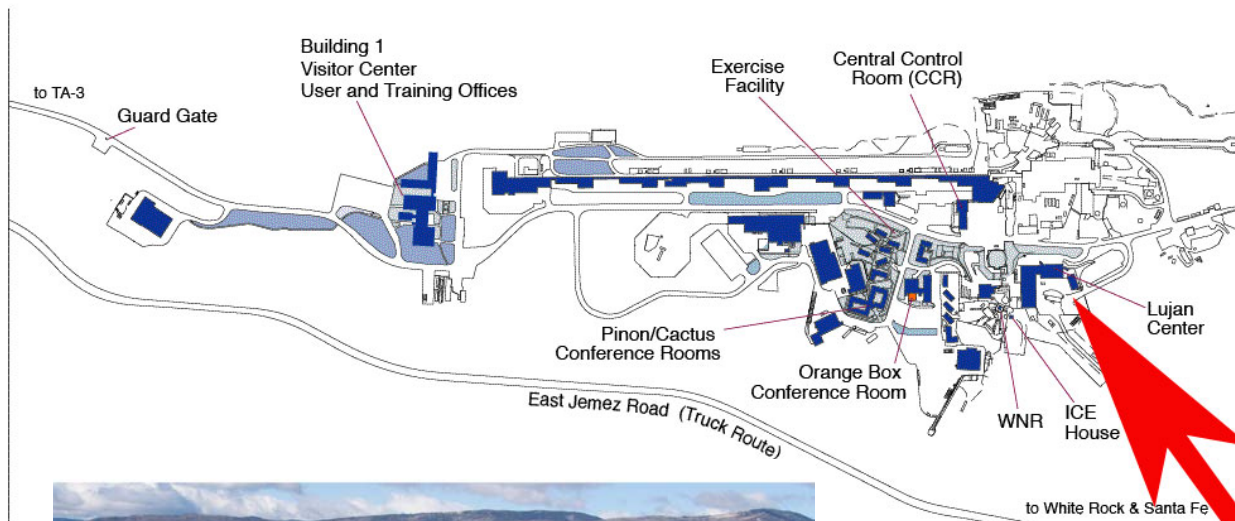 Building 1
Visitor Center
User and Training Offices
to TA-3
Guard Gate
Exercise
Facility
Central Control
Room (CCR)
Lujan
Center
Pinon/Cactus
Conference Rooms
Orange Box
Conference Room
WNR
ICE
House
East Jemez Road (Truck Route)
to White Rock & Santa Fe